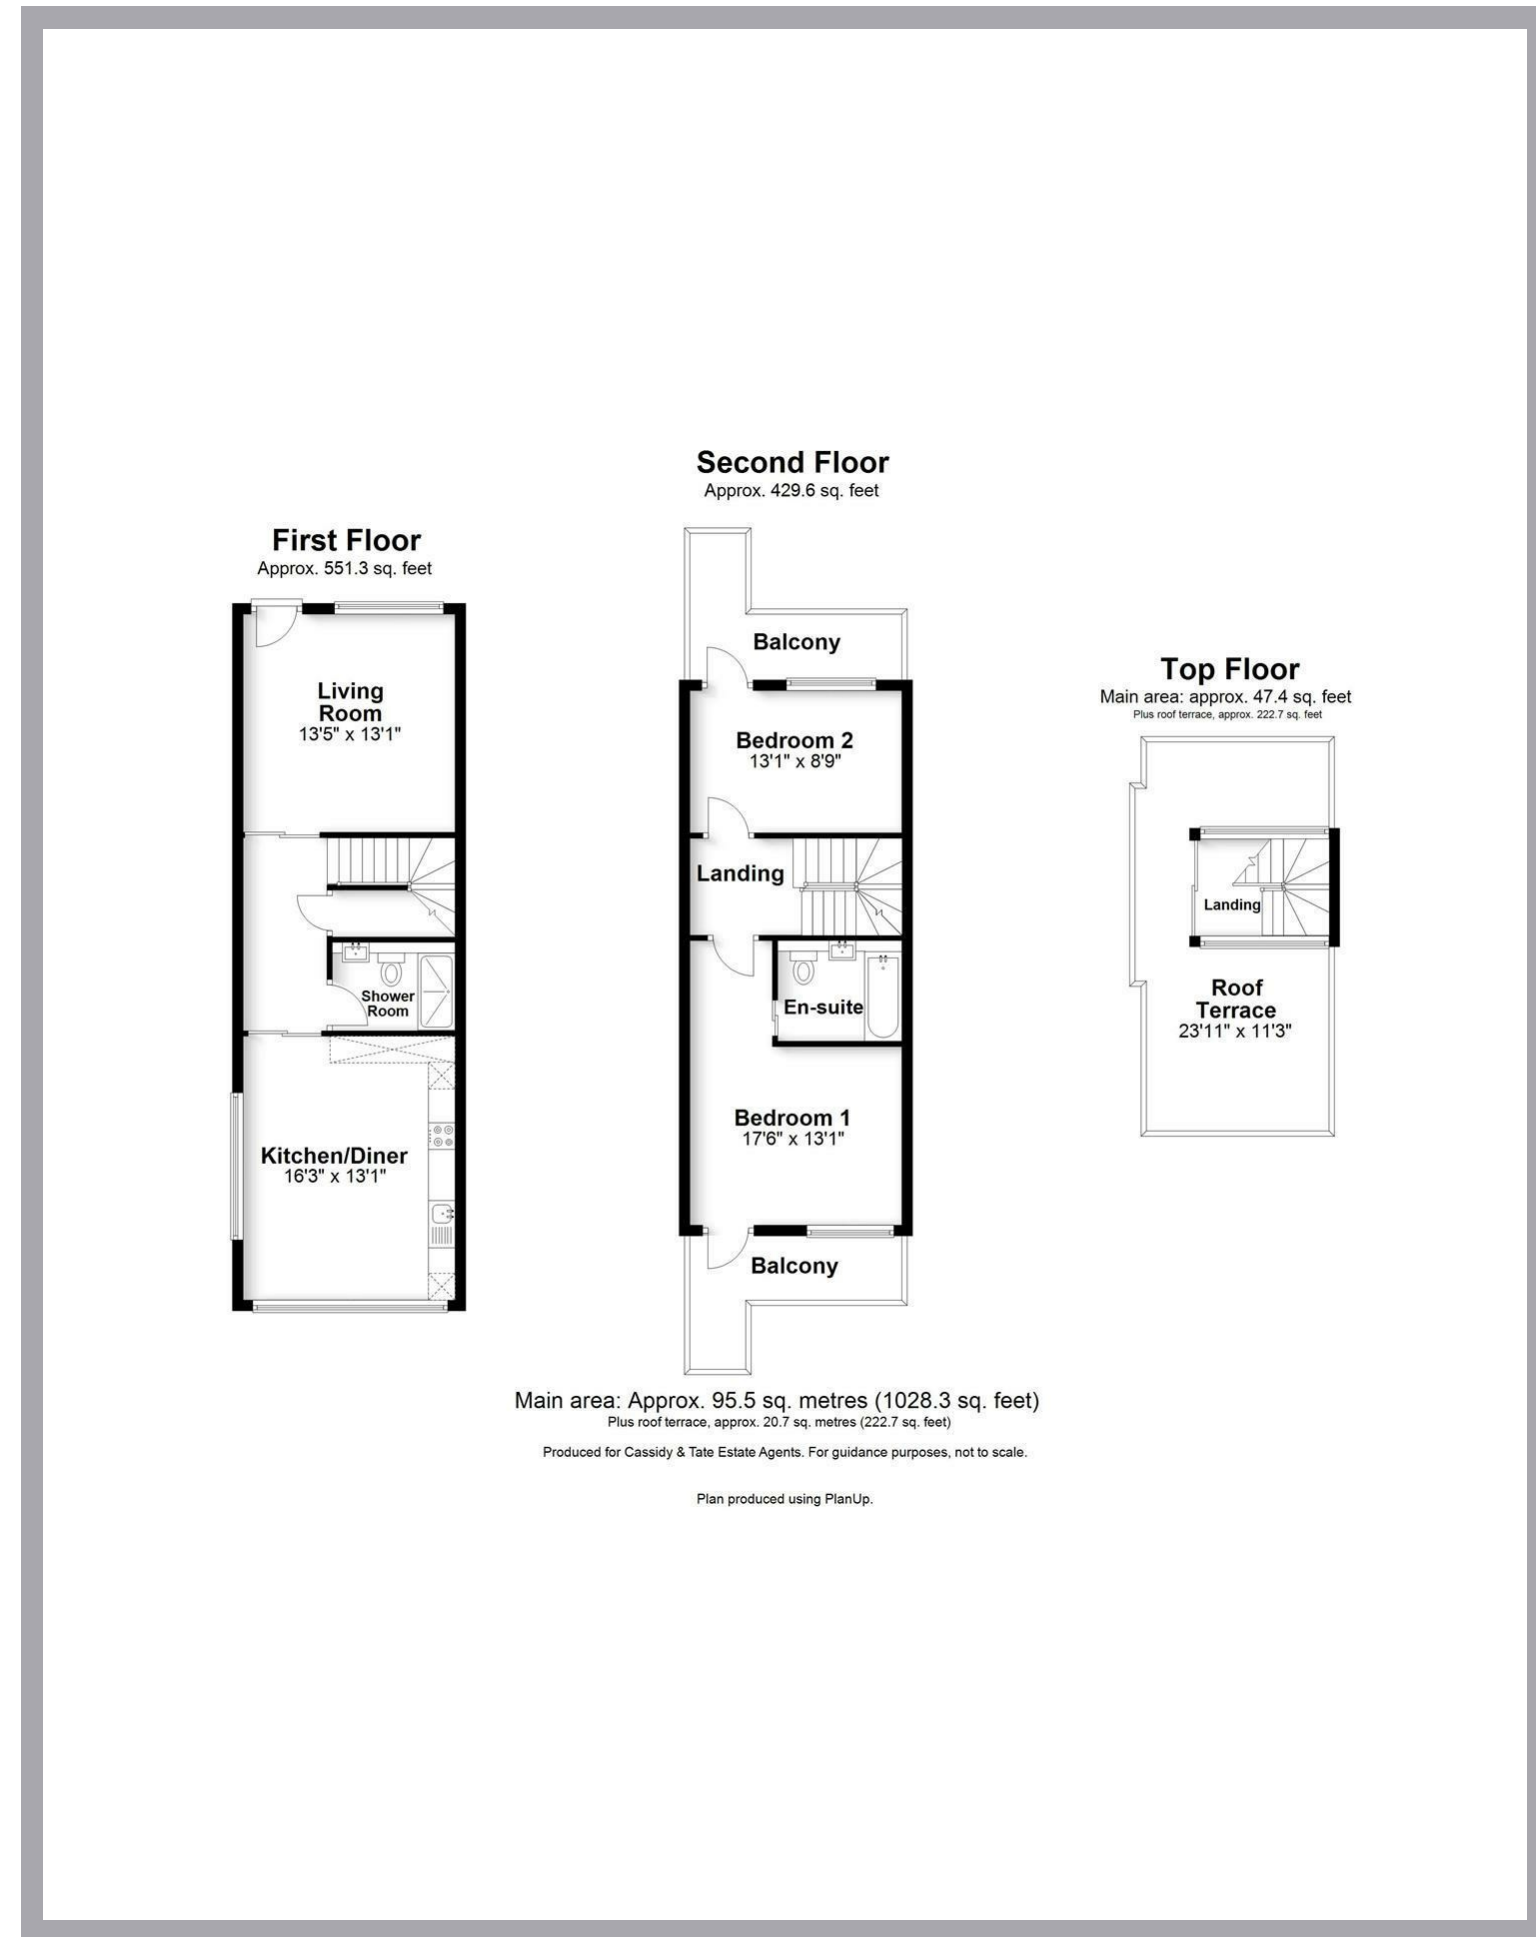 Second Floor
Approx. 429.6 sq. feet
First Floor
Approx. 551.3 sq. feet
Living
Room
13'5" x 13'1"
Shower
Room
Kitchen/Diner
16'3" x 13'1"
Balcony
Bedroom 2
13'1" x 8'9"
Landing
En-suite
Bedroom 1
17'6" x 13'1"
Balcony
Top Floor
Main area: approx. 47.4 sq. feet
Plus roof terrace, approx. 222.7 sq. feet
Landing
Roof
Terrace
23'11" x 11'3"
Main area: Approx. 95.5 sq. metres (1028.3 sq. feet)
Plus roof terrace, approx. 20.7 sq. metres (222.7 sq. feet)
Produced for Cassidy & Tate Estate Agents. For guidance purposes, not to scale.
Plan produced using PlanUp.